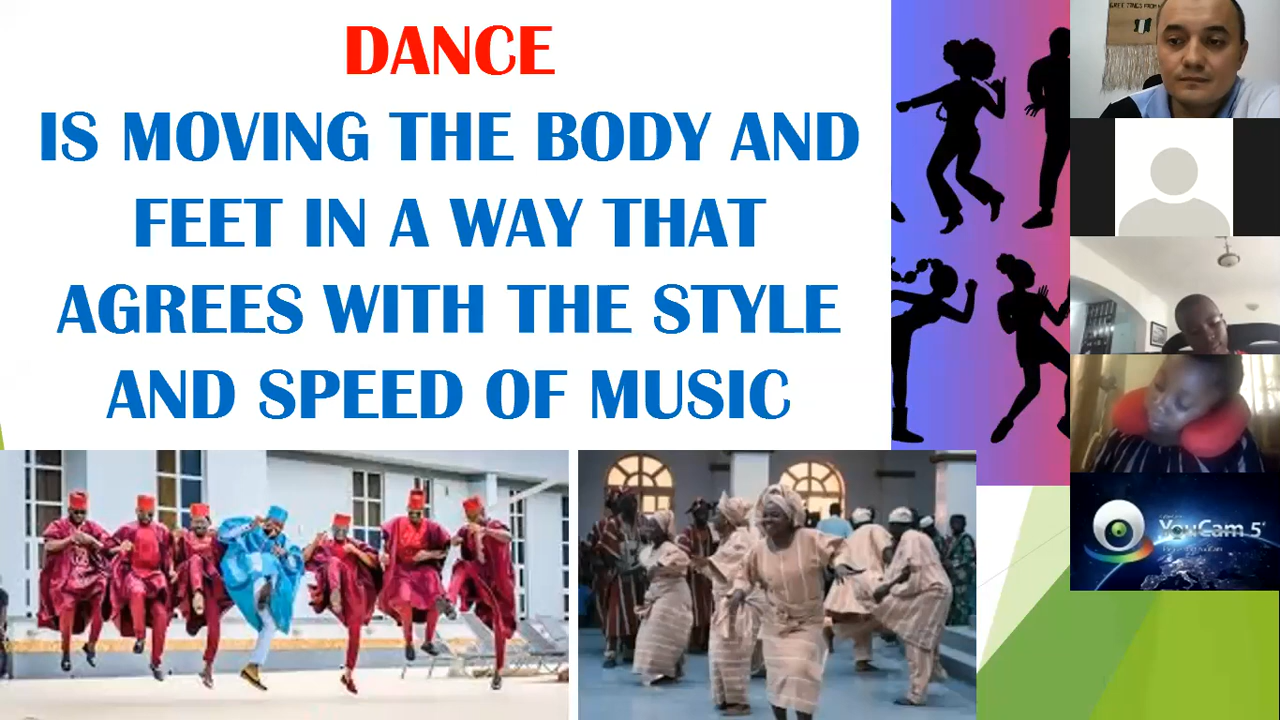 DANCE
IS MOVING THE BODY AND
FEET IN A WAY THAT
AGREES WITH THE STYLE
AND SPEED OF MUSIC
YouCam 5